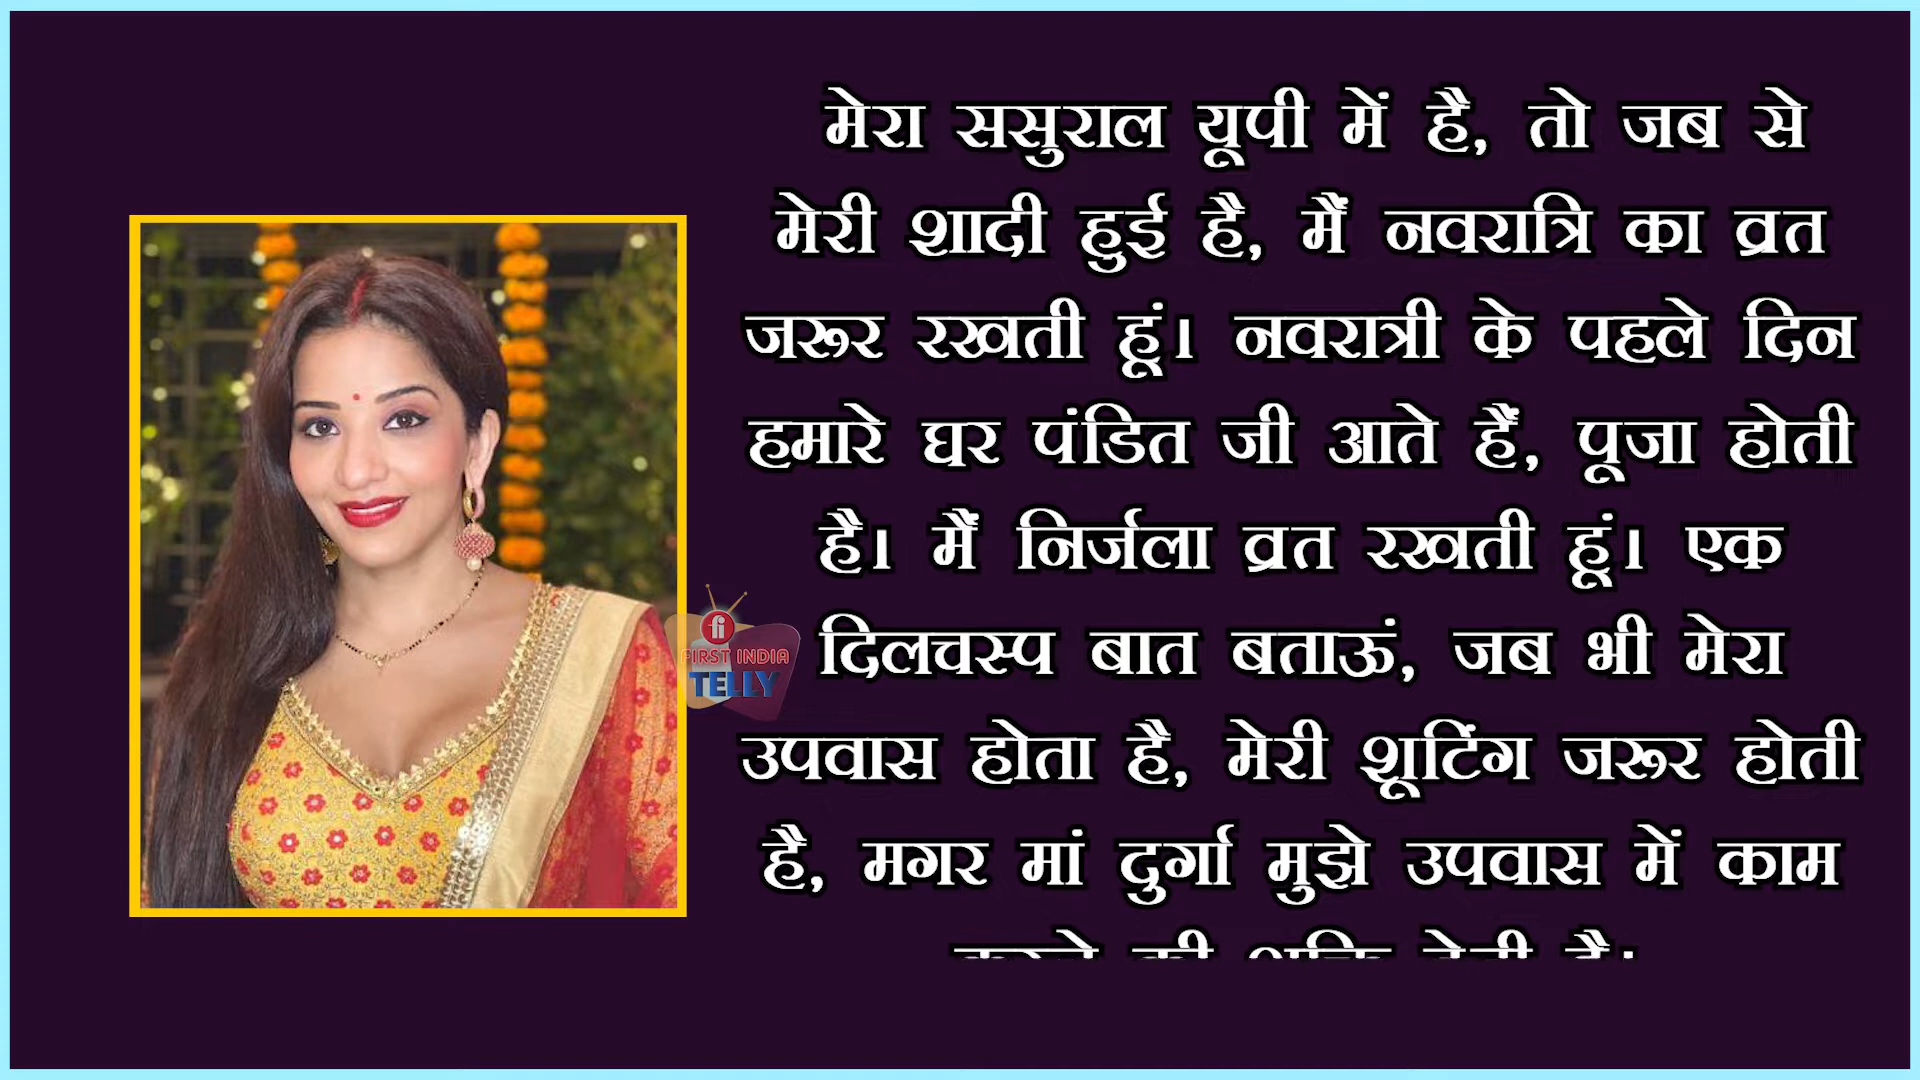 मेरा ससुराल यूपी में है, तो जब से
मेरी शादी हुई है, मैं नवरात्रि का व्रत
जरूर रखती हूं। नवरात्री के पहले दिन
हमारे घर पंडित जी आते हैं, पूजा होती
है। मैं निर्जला व्रत रखती हूं। एक
दिलचस्प बात बताऊं, जब भी मेरा
उपवास होता है, मेरी शूटिंग जरूर होती
है, मगर मां दुर्गा मुझे उपवास में काम
fi
FIRST INDIA
TELLY